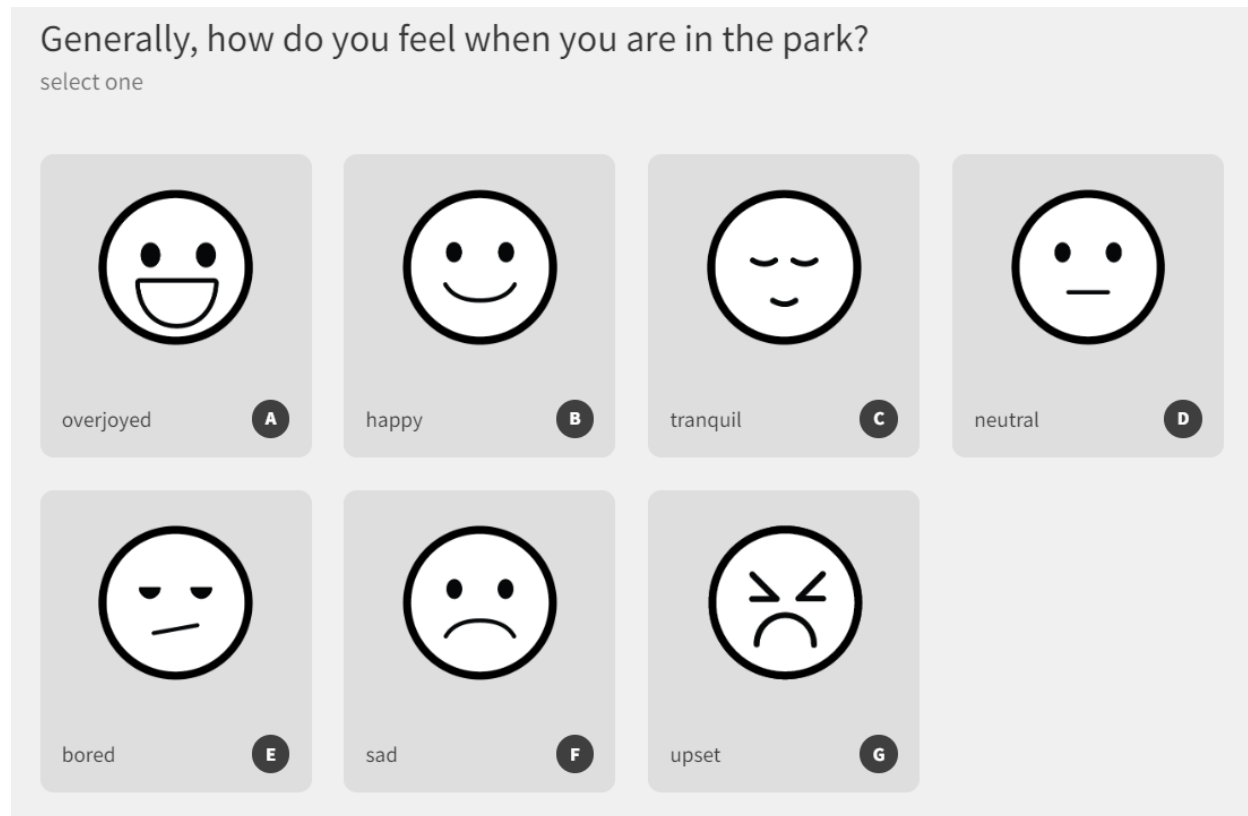 Generally, how do you feel when you are in the park?
select one
overjoyed A
happy B
tranquil C
neutral D
bored E
sad F
upset G